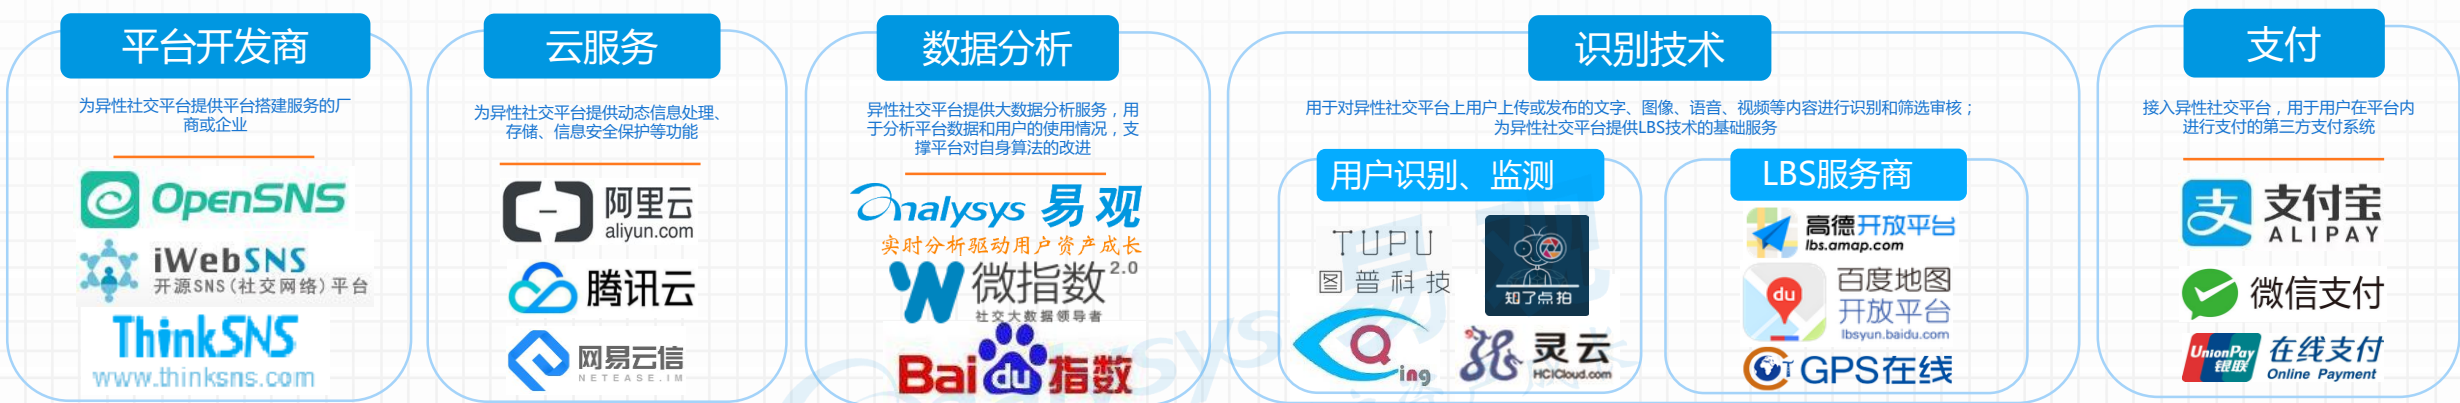 平台开发商
为异性社交平台提供平台搭建服务的厂
商或企业
OpenSNS
iWebSNS
开源SNS(社交网络)平台
ThinkSNS
www.thinksns.com
云服务
为异性社交平台提供动态信息处理、
存储、信息安全保护等功能
阿里云
aliyun.com
腾讯云
网易云信
NETEASE.IM
数据分析
异性社交平台提供大数据分析服务，用
于分析平台数据和用户的使用情况，支
撑平台对自身算法的改进
analysys 易观
实时分析驱动用户资产成长
微指数2.0
社交大数据领导者
Baidu指数
识别技术
用于对异性社交平台上用户上传或发布的文字、图像、语音、视频等内容进行识别和筛选审核；
为异性社交平台提供LBS技术的基础服务
用户识别、监测
TUPU
图普科技
知了点拍
Qing
灵云
HCICloud.com
LBS服务商
高德开放平台
lbs.amap.com
du
百度地图
开放平台
lbsyun.baidu.com
GPS在线
支付
接入异性社交平台，用于用户在平台内
进行支付的第三方支付系统
支 支付宝
ALIPAY
微信支付
UnionPay
银联
在线支付
Online Payment